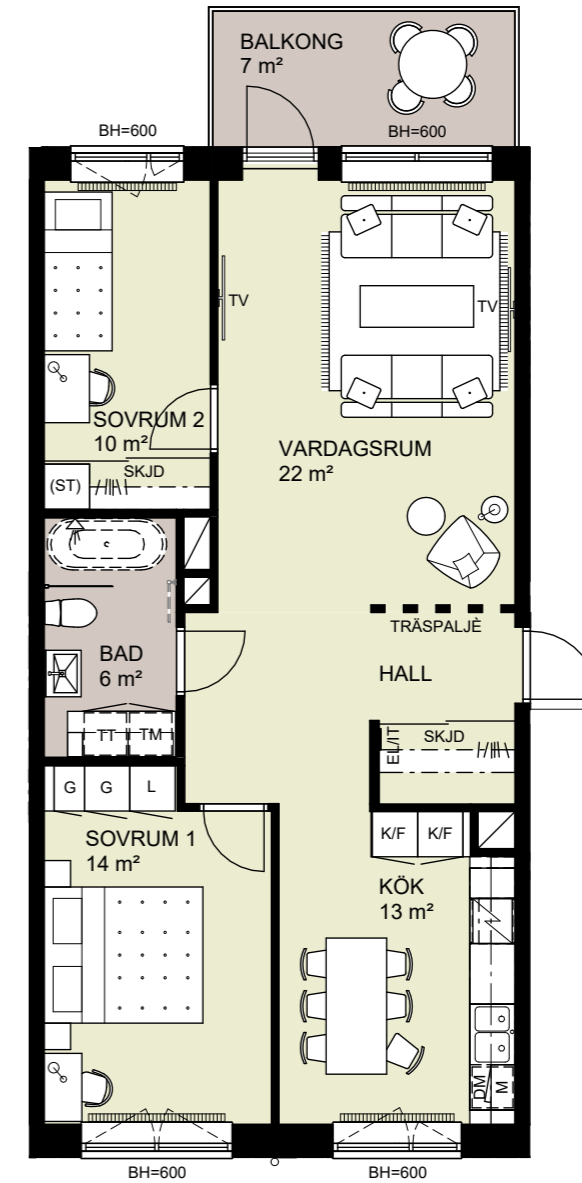 BALKONG
7 m²
BH=600
BH=600
TV
TV
SOVRUM 2
10 m²
VARDAGSRUM
22 m²
SKJD
(ST)
TRÄSPALJÈ
BAD
6 m²
HALL
TT
TM
EL/IT
SKJD
G
G
L
K/F
K/F
SOVRUM 1
14 m²
KÖK
13 m²
DM
M
BH=600
BH=600